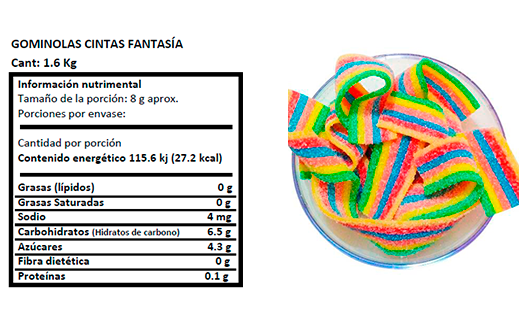 GOMINOLAS CINTAS FANTASÍA
Cant: 1.6 Kg
Información nutrimental
Tamaño de la porción: 8 g aprox.
Porciones por envase:
Cantidad por porción
Contenido energético 115.6 kj (27.2 kcal)
Grasas (lípidos) 0 g
Grasas Saturadas 0 g
Sodio 4 mg
Carbohidratos (Hidratos de carbono) 6.5 g
Azúcares 4.3 g
Fibra dietética 0 g
Proteínas 0.1 g